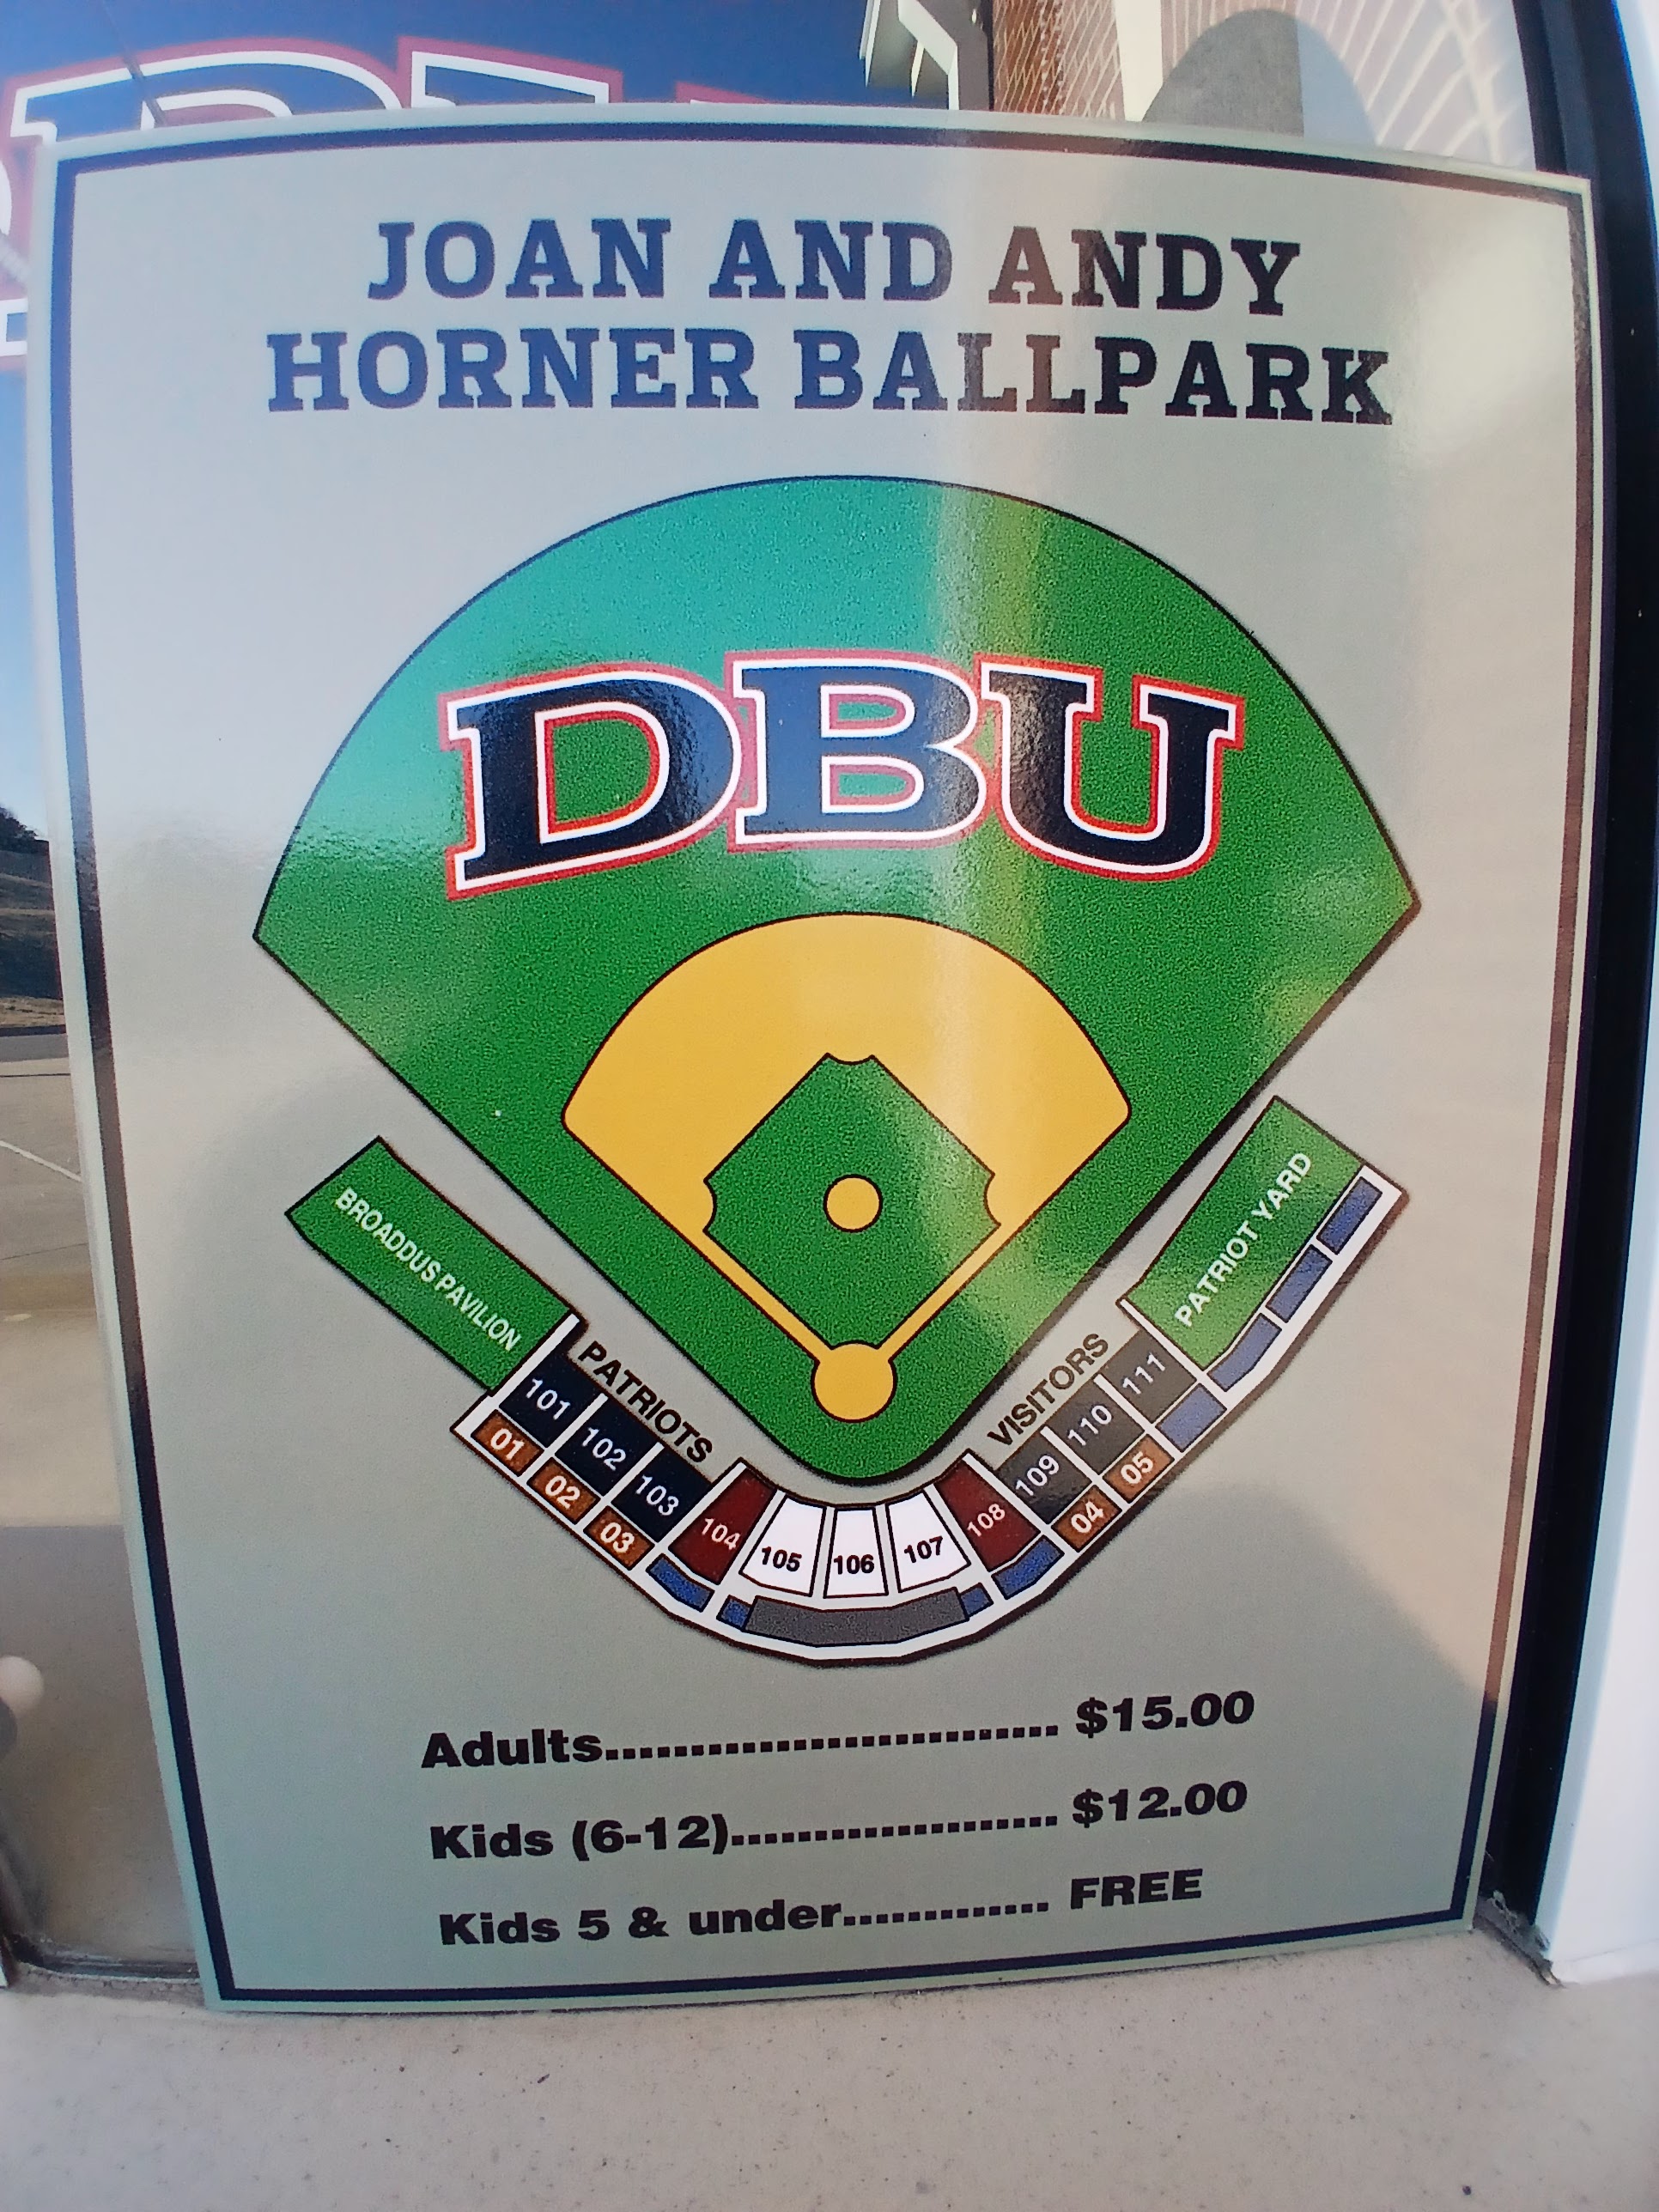 JOAN AND ANDY
HORNER BALLPARK
DBU
BROADDUS PAVILION
PATRIOT YARD
PATRIOTS
VISITORS
101
102
103
104
105
106
107
108
109
110
111
01
02
03
04
05
Adults........................... $15.00
Kids (6-12).................... $12.00
Kids 5 & under............. FREE